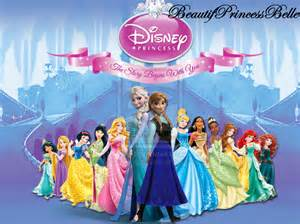 BeautifPrincessBelle
Disney
PRINCESS
The Story Begins With You